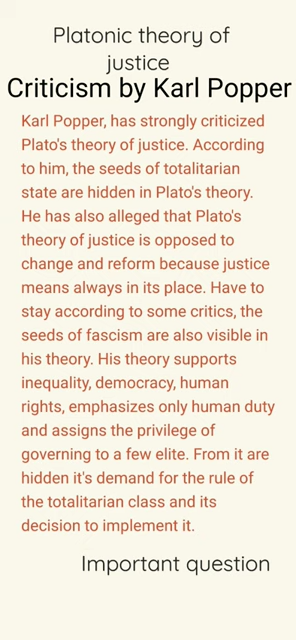 Platonic theory of
justice
Criticism by Karl Popper
Karl Popper, has strongly criticized
Plato's theory of justice. According
to him, the seeds of totalitarian
state are hidden in Plato's theory.
He has also alleged that Plato's
theory of justice is opposed to
change and reform because justice
means always in its place. Have to
stay according to some critics, the
seeds of fascism are also visible in
his theory. His theory supports
inequality, democracy, human
rights, emphasizes only human duty
and assigns the privilege of
governing to a few elite. From it are
hidden it's demand for the rule of
the totalitarian class and its
decision to implement it.
Important question